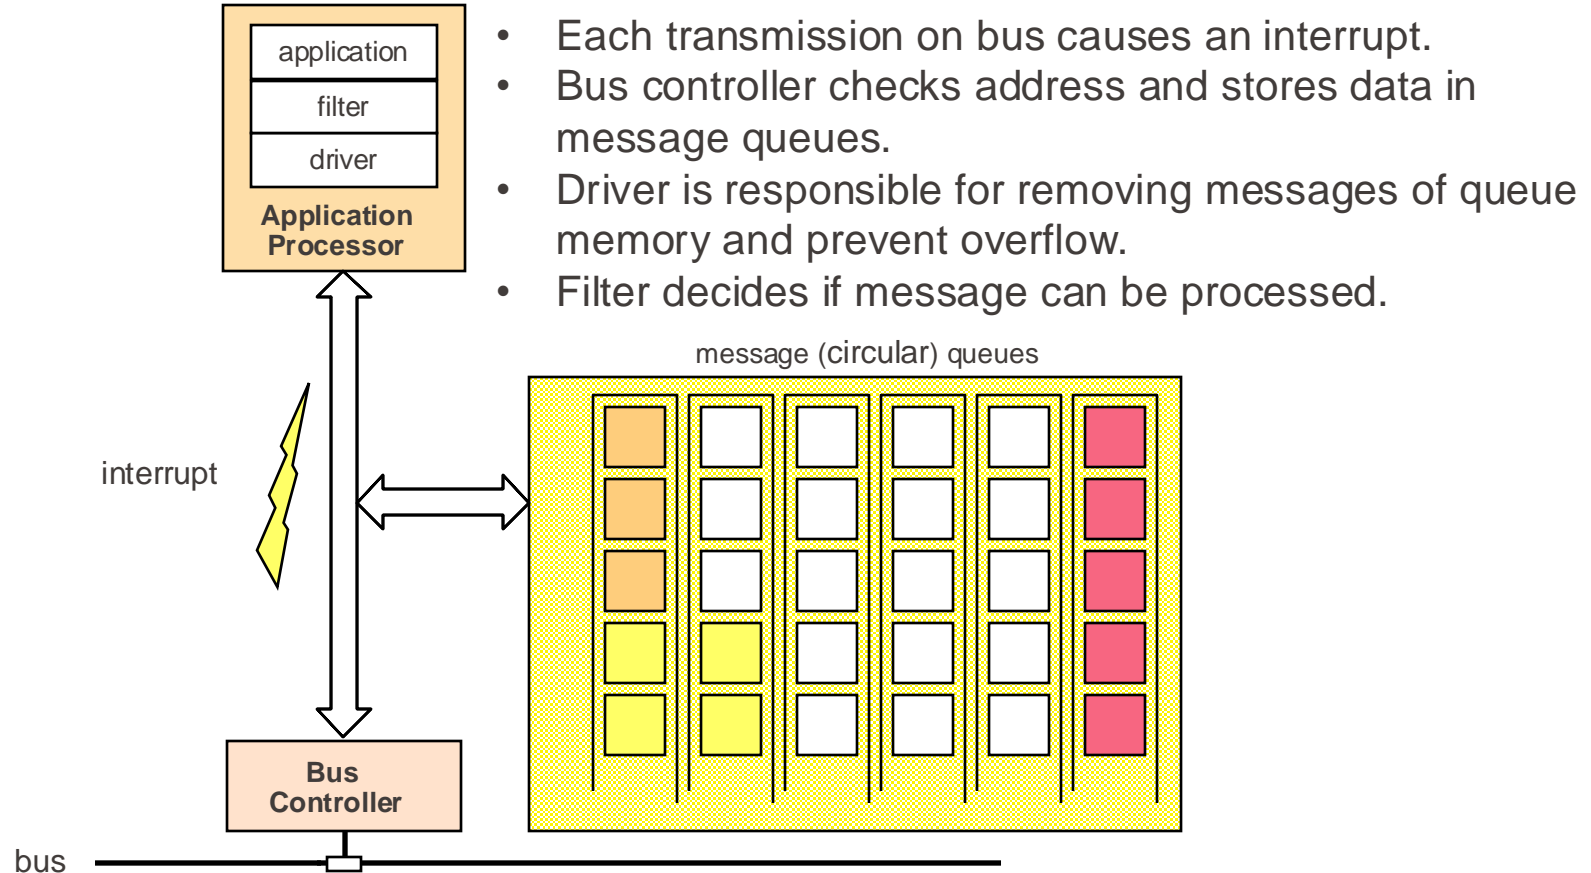 application
filter
driver
Application
Processor
• Each transmission on bus causes an interrupt.
• Bus controller checks address and stores data in
message queues.
• Driver is responsible for removing messages of queue
memory and prevent overflow.
• Filter decides if message can be processed.
message (circular) queues
interrupt
Bus
Controller
bus